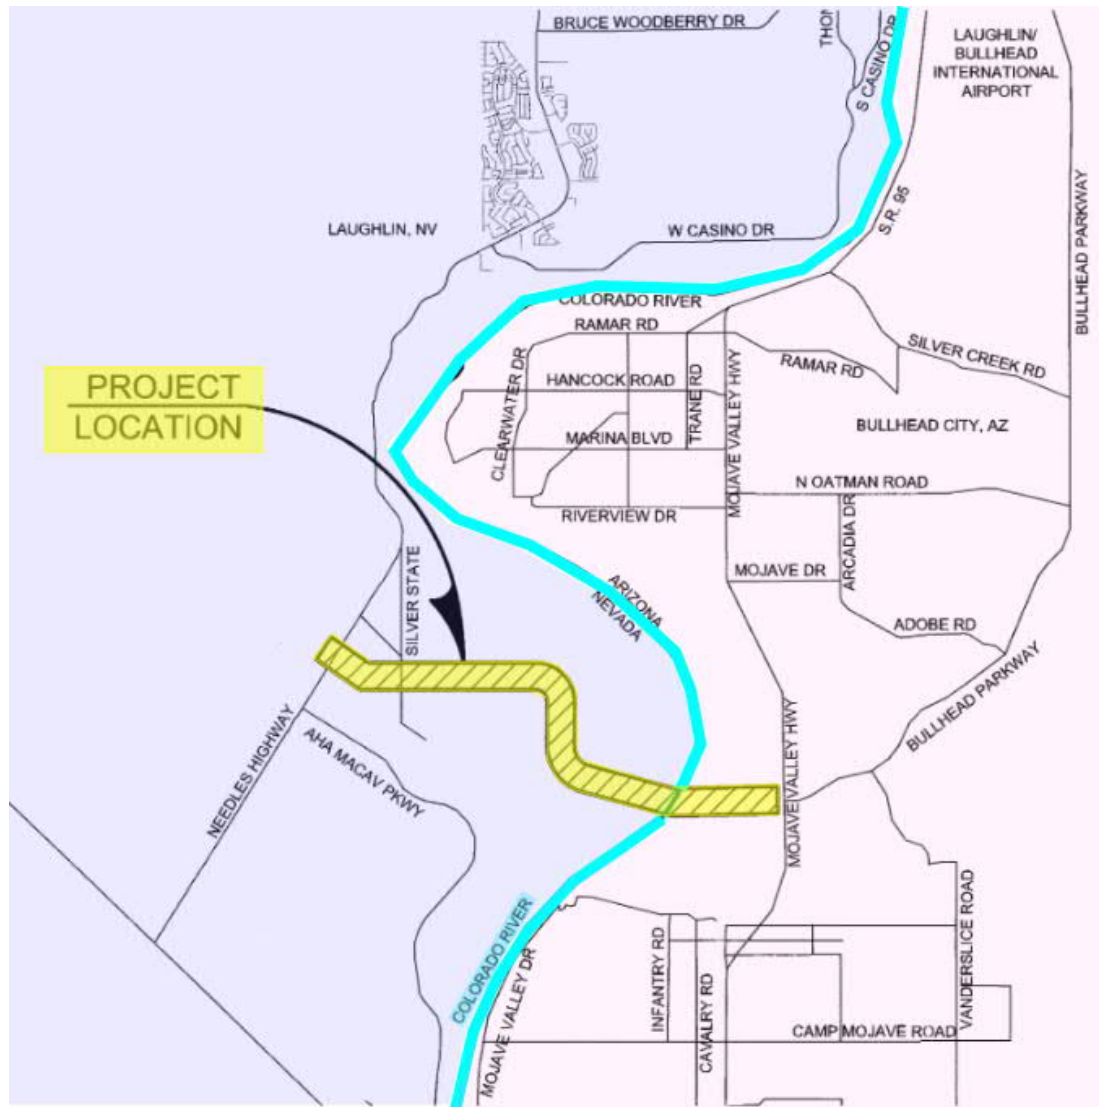 BRUCE WOODBERRY DR
S CASINO DR
LAUGHLIN/
BULLHEAD
INTERNATIONAL
AIRPORT
BULLHEAD PARKWAY
S.R. 95
LAUGHLIN, NV
W CASINO DR
COLORADO RIVER
RAMAR RD
RAMAR RD
SILVER CREEK RD
CLEARWATER DR
HANCOCK ROAD
TRANE RD
MOJAVE VALLEY HWY
PROJECT
LOCATION
MARINA BLVD
BULLHEAD CITY, AZ
N OATMAN ROAD
RIVERVIEW DR
ARCADIA DR
MOJAVE DR
SILVER STATE
ARIZONA
NEVADA
ADOBE RD
BULLHEAD PARKWAY
NEEDLES HIGHWAY
AHA MACAV PKWY
MOJAVE VALLEY HWY
COLORADO RIVER
MOJAVE VALLEY DR
INFANTRY RD
CAVALRY RD
VANDERSLICE ROAD
CAMP MOJAVE ROAD